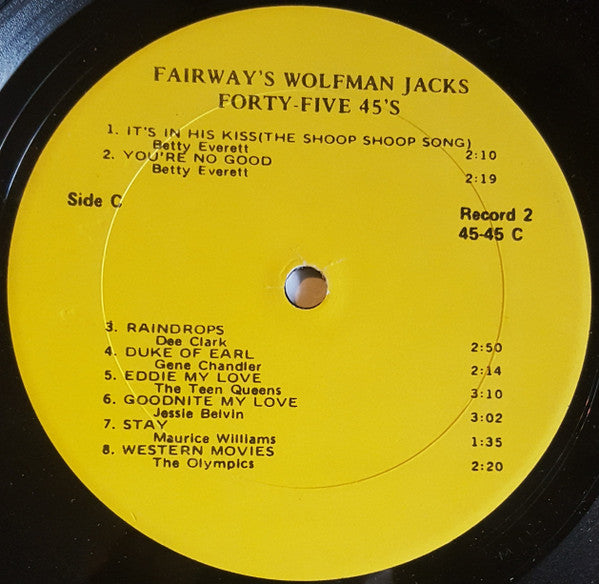 FAIRWAY'S WOLFMAN JACKS
FORTY-FIVE 45'S
1. IT'S IN HIS KISS(THE SHOOP SHOOP SONG)
Betty Everett 2:10
2. YOU'RE NO GOOD
Betty Everett 2:19
Side C
Record 2
45-45 C
3. RAINDROPS
Dee Clark 2:50
4. DUKE OF EARL
Gene Chandler 2:14
5. EDDIE MY LOVE
The Teen Queens 3:10
6. GOODNITE MY LOVE
Jessie Belvin 3:02
7. STAY
Maurice Williams 1:35
8. WESTERN MOVIES
The Olympics 2:20